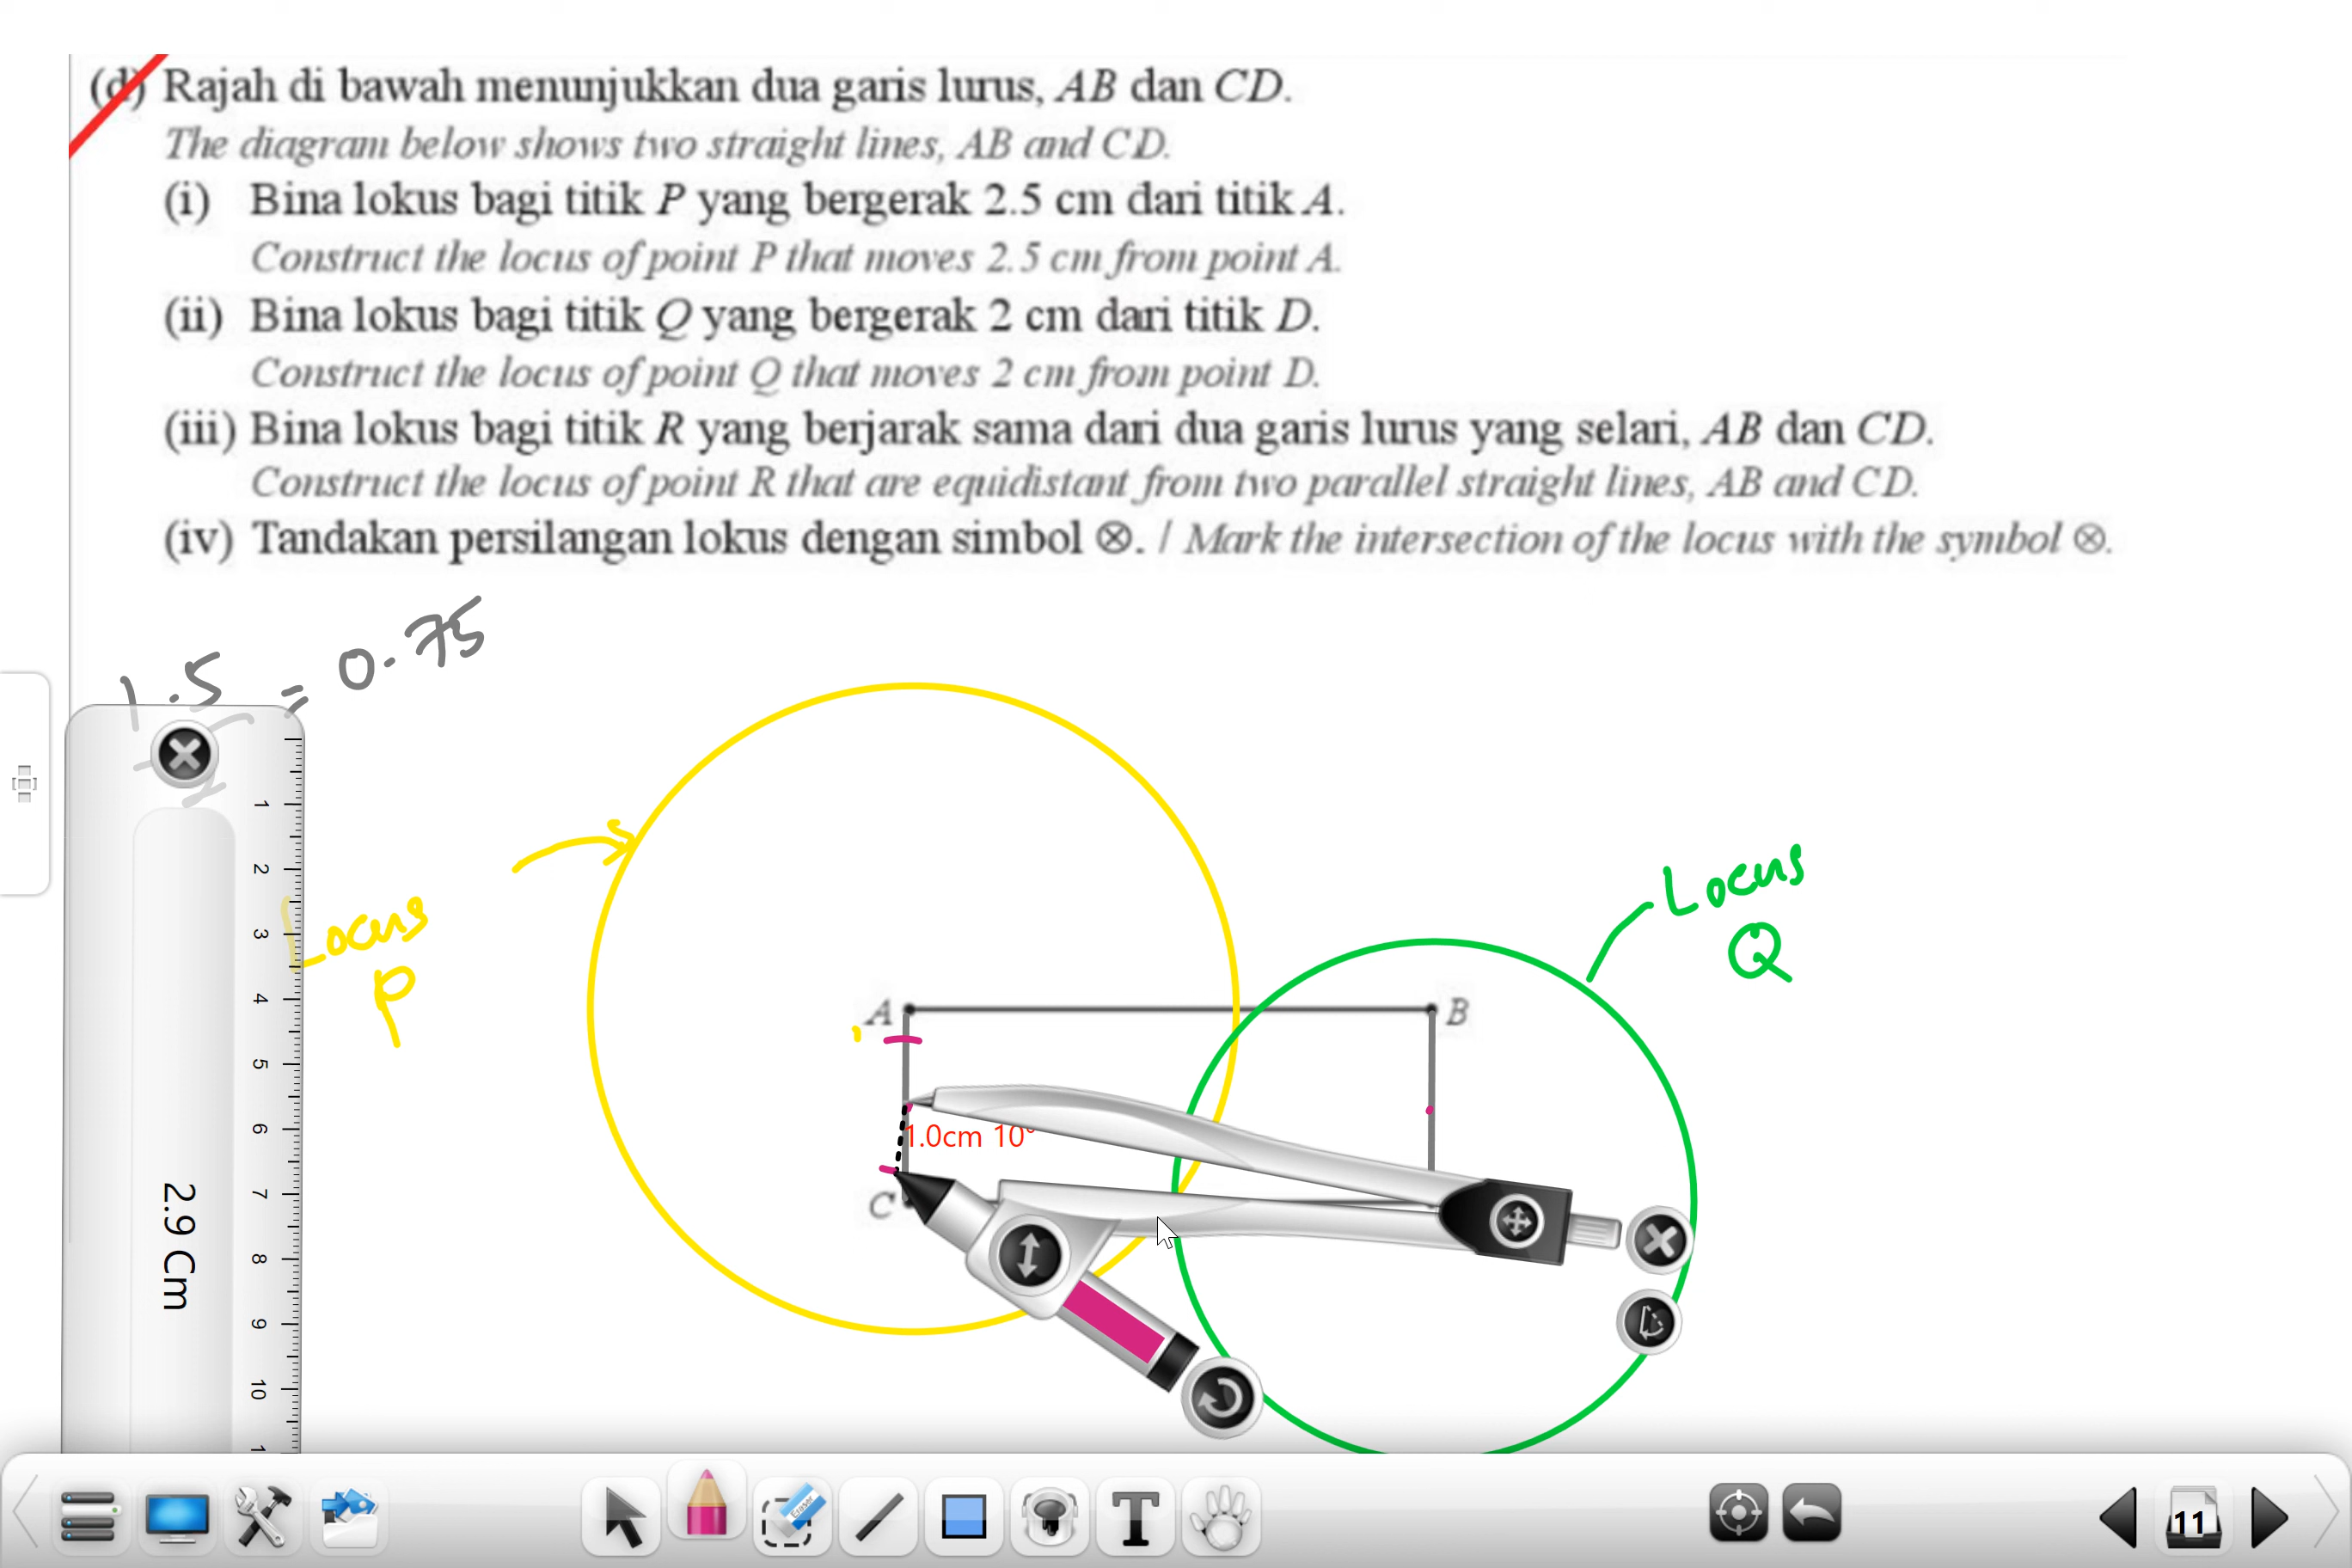 (d) Rajah di bawah menunjukkan dua garis lurus, AB dan CD.
The diagram below shows two straight lines, AB and CD.
(i) Bina lokus bagi titik P yang bergerak 2.5 cm dari titik A.
Construct the locus of point P that moves 2.5 cm from point A.
(ii) Bina lokus bagi titik Q yang bergerak 2 cm dari titik D.
Construct the locus of point Q that moves 2 cm from point D.
(iii) Bina lokus bagi titik R yang berjarak sama dari dua garis lurus yang selari, AB dan CD.
Construct the locus of point R that are equidistant from two parallel straight lines, AB and CD.
(iv) Tandakan persilangan lokus dengan simbol ⊗. / Mark the intersection of the locus with the symbol ⊗.
1.5 = 0.75
1
2
3
4
5
6
7
8
9
10
1
2.9 Cm
Locus
P
Locus
Q
A
B
1.0cm 10°
C
Eraser
T
11